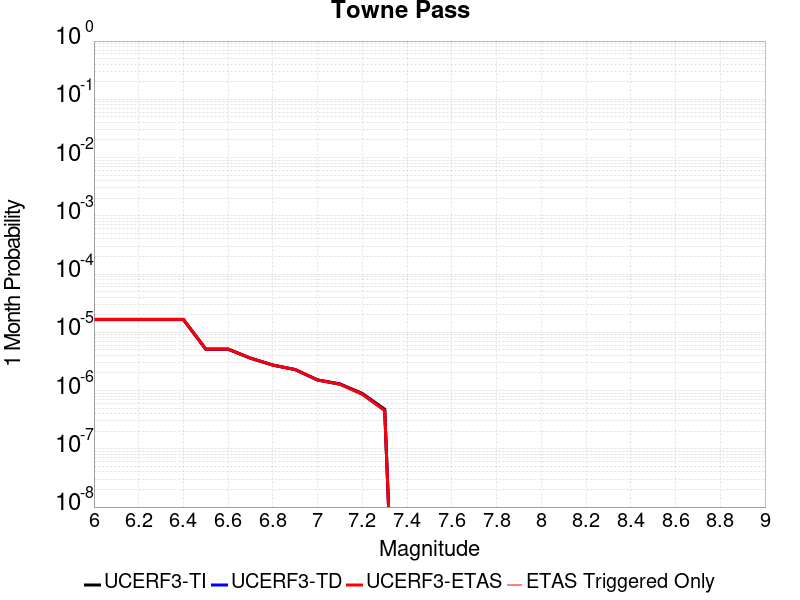 Towne Pass
1 Month Probability
10^0
10^-1
10^-2
10^-3
10^-4
10^-5
10^-6
10^-7
10^-8
6 6.2 6.4 6.6 6.8 7 7.2 7.4 7.6 7.8 8 8.2 8.4 8.6 8.8 9
Magnitude
UCERF3-TI UCERF3-TD UCERF3-ETAS ETAS Triggered Only